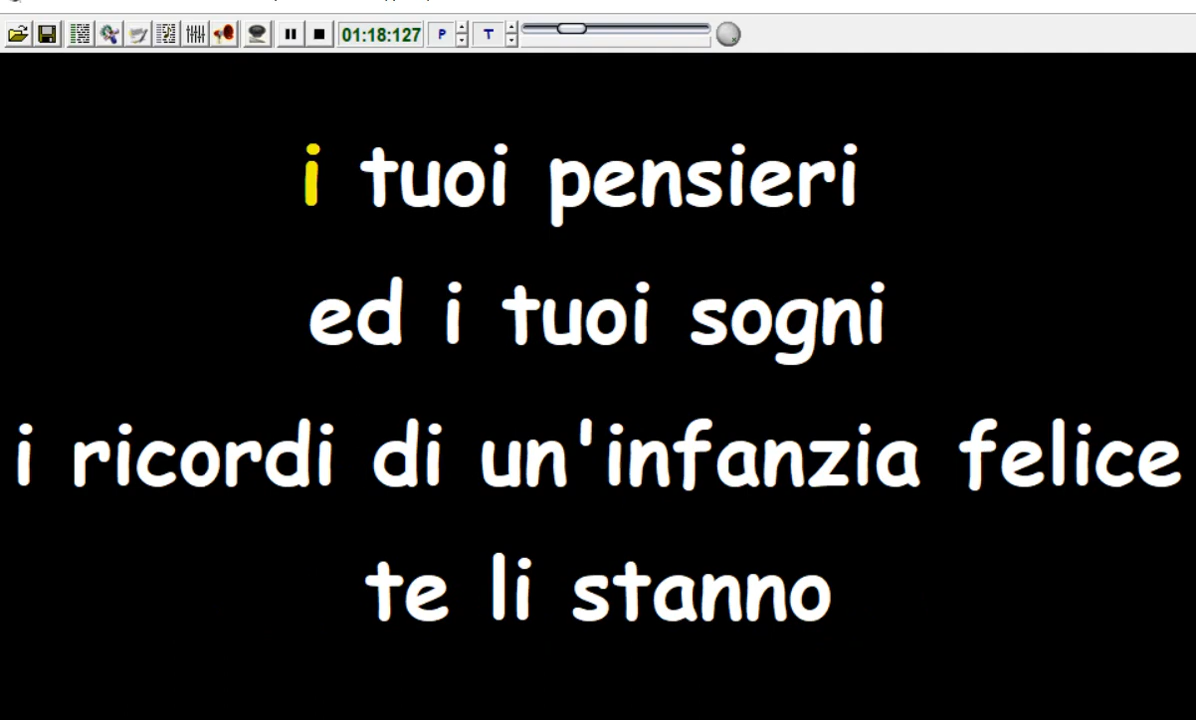 01:18:127 P T
i tuoi pensieri
ed i tuoi sogni
i ricordi di un'infanzia felice
te li stanno